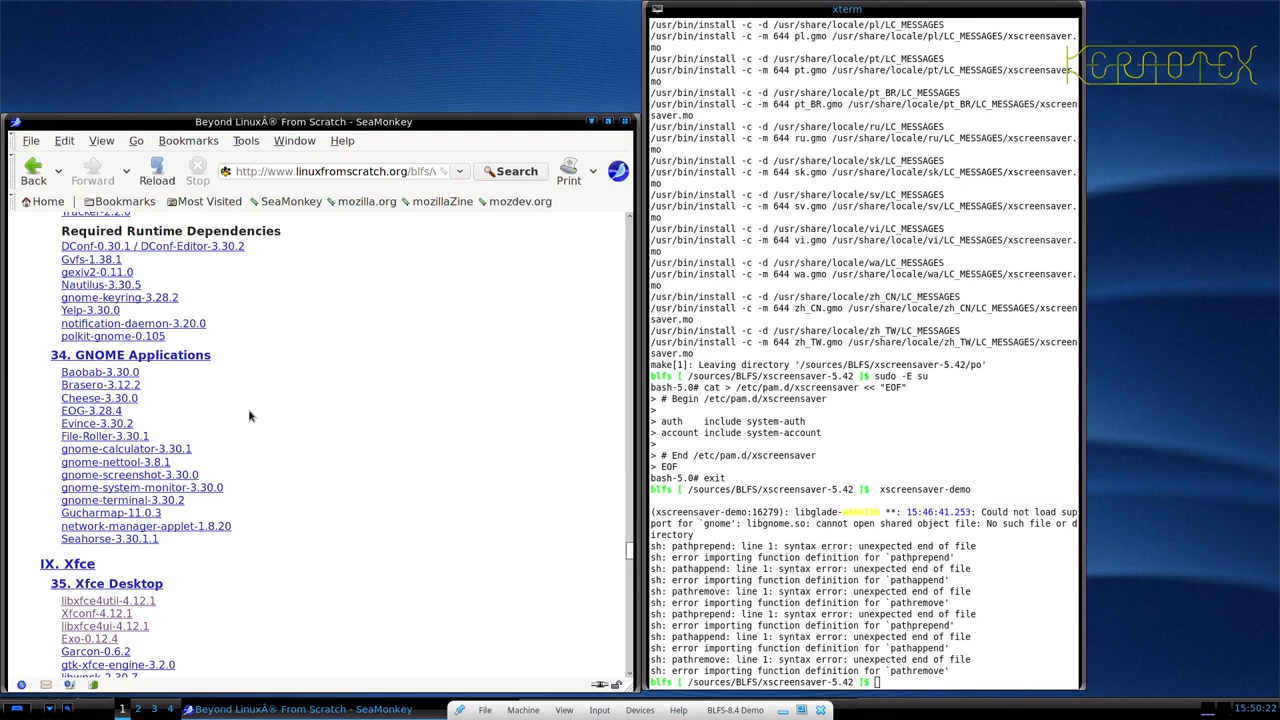 xterm
/usr/bin/install -c -d /usr/share/locale/pl/LC_MESSAGES
/usr/bin/install -c -m 644 pl.gmo /usr/share/locale/pl/LC_MESSAGES/xscreensaver.
mo
/usr/bin/install -c -d /usr/share/locale/pt/LC_MESSAGES
/usr/bin/install -c -m 644 pt.gmo /usr/share/locale/pt/LC_MESSAGES/xscreensaver.
mo
/usr/bin/install -c -d /usr/share/locale/pt_BR/LC_MESSAGES
/usr/bin/install -c -m 644 pt_BR.gmo /usr/share/locale/pt_BR/LC_MESSAGES/xscreen
saver.mo
/usr/bin/install -c -d /usr/share/locale/ru/LC_MESSAGES
/usr/bin/install -c -m 644 ru.gmo /usr/share/locale/ru/LC_MESSAGES/xscreensaver.
mo
/usr/bin/install -c -d /usr/share/locale/sk/LC_MESSAGES
/usr/bin/install -c -m 644 sk.gmo /usr/share/locale/sk/LC_MESSAGES/xscreensaver.
mo
/usr/bin/install -c -d /usr/share/locale/sv/LC_MESSAGES
/usr/bin/install -c -m 644 sv.gmo /usr/share/locale/sv/LC_MESSAGES/xscreensaver.
mo
/usr/bin/install -c -d /usr/share/locale/vi/LC_MESSAGES
/usr/bin/install -c -m 644 vi.gmo /usr/share/locale/vi/LC_MESSAGES/xscreensaver.
mo
/usr/bin/install -c -d /usr/share/locale/wa/LC_MESSAGES
/usr/bin/install -c -m 644 wa.gmo /usr/share/locale/wa/LC_MESSAGES/xscreensaver.
mo
/usr/bin/install -c -d /usr/share/locale/zh_CN/LC_MESSAGES
/usr/bin/install -c -m 644 zh_CN.gmo /usr/share/locale/zh_CN/LC_MESSAGES/xscreen
saver.mo
/usr/bin/install -c -d /usr/share/locale/zh_TW/LC_MESSAGES
/usr/bin/install -c -m 644 zh_TW.gmo /usr/share/locale/zh_TW/LC_MESSAGES/xscreen
saver.mo
make[1]: Leaving directory '/sources/BLFS/xscreensaver-5.42/po'
blfs [ /sources/BLFS/xscreensaver-5.42 ]$ sudo -E su
bash-5.0# cat > /etc/pam.d/xscreensaver << "EOF"
> # Begin /etc/pam.d/xscreensaver
>
> auth    include system-auth
> account include system-account
>
> # End /etc/pam.d/xscreensaver
> EOF
bash-5.0# exit
blfs [ /sources/BLFS/xscreensaver-5.42 ]$  xscreensaver-demo
(xscreensaver-demo:16279): libglade-WARNING **: 15:46:41.253: Could not load sup
port for `gnome': libgnome.so: cannot open shared object file: No such file or d
irectory
sh: pathprepend: line 1: syntax error: unexpected end of file
sh: error importing function definition for `pathprepend'
sh: pathappend: line 1: syntax error: unexpected end of file
sh: error importing function definition for `pathappend'
sh: pathremove: line 1: syntax error: unexpected end of file
sh: error importing function definition for `pathremove'
sh: pathprepend: line 1: syntax error: unexpected end of file
sh: error importing function definition for `pathprepend'
sh: pathappend: line 1: syntax error: unexpected end of file
sh: error importing function definition for `pathappend'
sh: pathremove: line 1: syntax error: unexpected end of file
sh: error importing function definition for `pathremove'
blfs [ /sources/BLFS/xscreensaver-5.42 ]$
KERAOTEX
Beyond LinuxÂ® From Scratch - SeaMonkey
File Edit View Go Bookmarks Tools Window Help
Back Forward Reload Stop http://www.linuxfromscratch.org/blfs/ Search Print
Home Bookmarks Most Visited SeaMonkey mozilla.org mozillaZine mozdev.org
Tracker-2.2.0
Required Runtime Dependencies
DConf-0.30.1 / DConf-Editor-3.30.2
Gvfs-1.38.1
gexiv2-0.11.0
Nautilus-3.30.5
gnome-keyring-3.28.2
Yelp-3.30.0
notification-daemon-3.20.0
polkit-gnome-0.105
34. GNOME Applications
Baobab-3.30.0
Brasero-3.12.2
Cheese-3.30.0
EOG-3.28.4
Evince-3.30.2
File-Roller-3.30.1
gnome-calculator-3.30.1
gnome-nettool-3.8.1
gnome-screenshot-3.30.0
gnome-system-monitor-3.30.0
gnome-terminal-3.30.2
Gucharmap-11.0.3
network-manager-applet-1.8.20
Seahorse-3.30.1.1
IX. Xfce
35. Xfce Desktop
libxfce4util-4.12.1
Xfconf-4.12.1
libxfce4ui-4.12.1
Exo-0.12.4
Garcon-0.6.2
gtk-xfce-engine-3.2.0
libwnck-2.30.7
1 2 3 4 Beyond LinuxÂ® From Scratch - SeaMonkey
File Machine View Input Devices Help BLFS-8.4 Demo
15:50:22